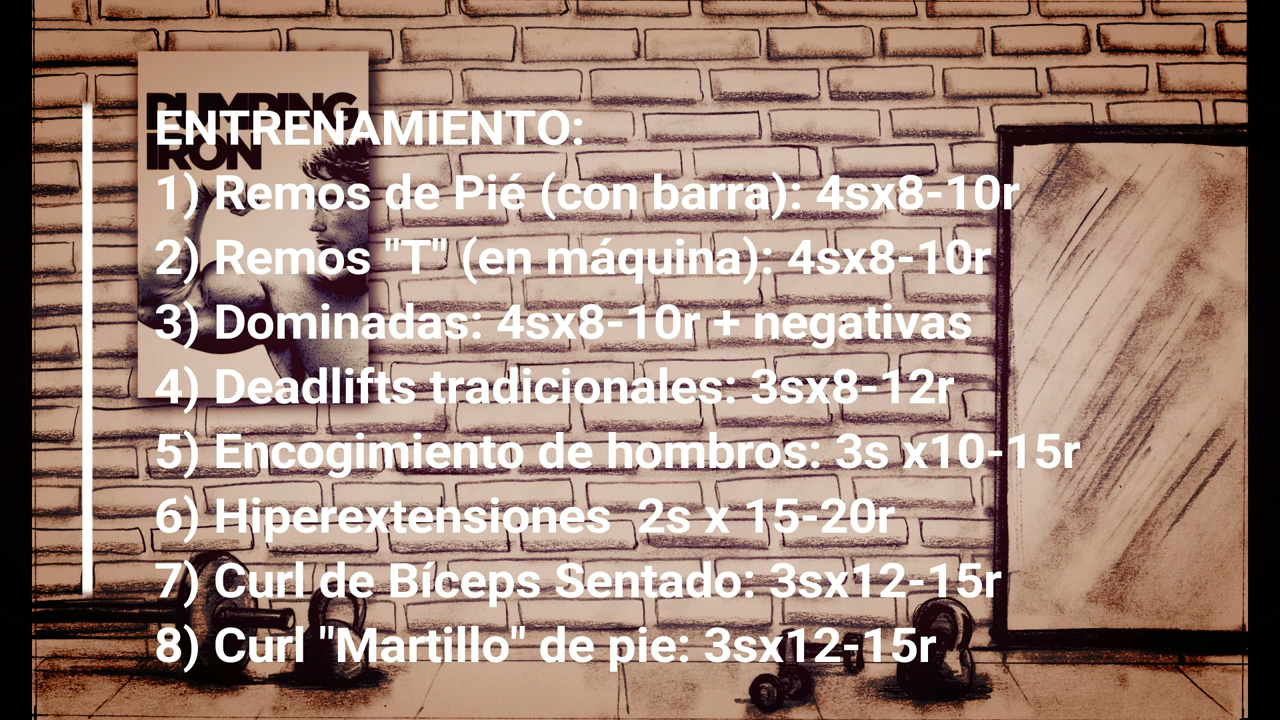 PUMPING
IRON
ENTRENAMIENTO:
1) Remos de Pié (con barra): 4sx8-10r
2) Remos "T" (en máquina): 4sx8-10r
3) Dominadas: 4sx8-10r + negativas
4) Deadlifts tradicionales: 3sx8-12r
5) Encogimiento de hombros: 3s x10-15r
6) Hiperextensiones  2s x 15-20r
7) Curl de Bíceps Sentado: 3sx12-15r
8) Curl "Martillo" de pie: 3sx12-15r